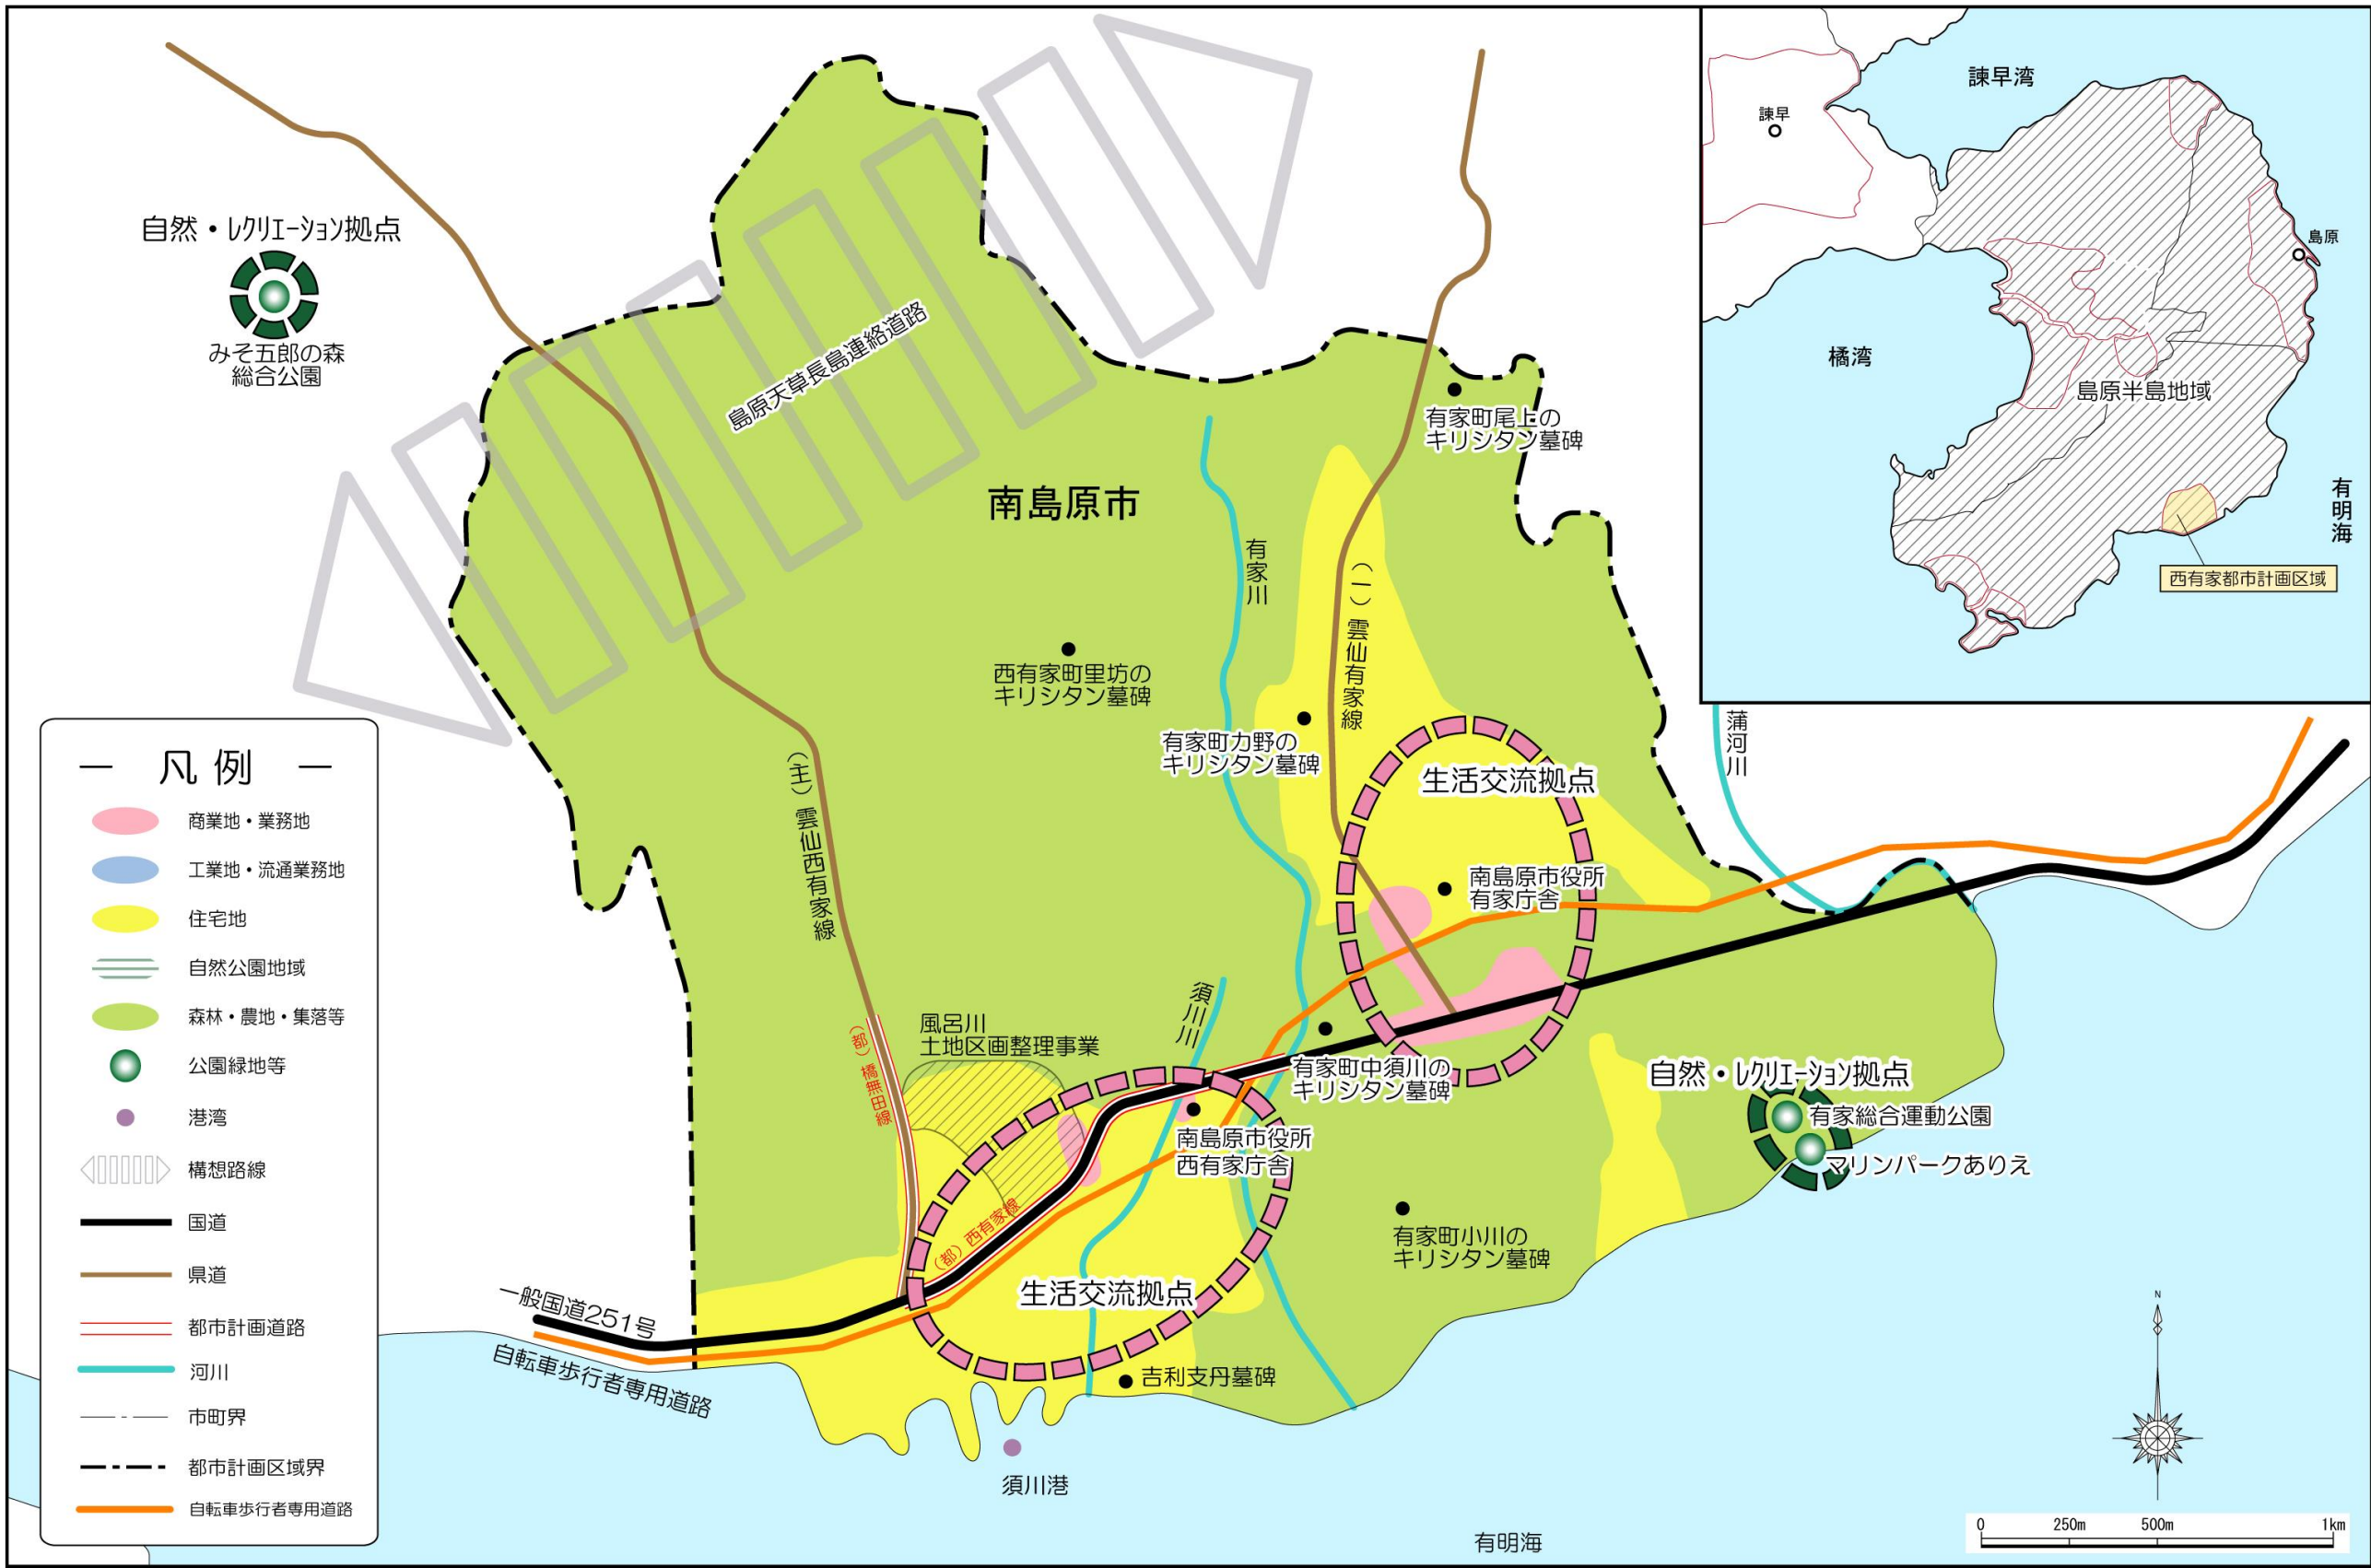 自然・レクリエーション拠点
みそ五郎の森
総合公園
島原天草長島連絡道路
南島原市
有家町尾上の
キリシタン墓碑
有家川
(一)雲仙有家線
西有家町里坊の
キリシタン墓碑
有家町力野の
キリシタン墓碑
(主)雲仙西有家線
生活交流拠点
南島原市役所
有家庁舎
蒲河川
須川川
風呂川
土地区画整理事業
(都)橋無田線
有家町中須川の
キリシタン墓碑
南島原市役所
西有家庁舎
(都)西有家線
生活交流拠点
自然・レクリエーション拠点
有家総合運動公園
マリンパークありえ
有家町小川の
キリシタン墓碑
一般国道251号
自転車歩行者専用道路
吉利支丹墓碑
須川港
有明海
諫早湾
諫早
島原
橘湾
島原半島地域
有明海
西有家都市計画区域
凡例
商業地・業務地
工業地・流通業務地
住宅地
自然公園地域
森林・農地・集落等
公園緑地等
港湾
構想路線
国道
県道
都市計画道路
河川
市町界
都市計画区域界
自転車歩行者専用道路
N
0 250m 500m 1km